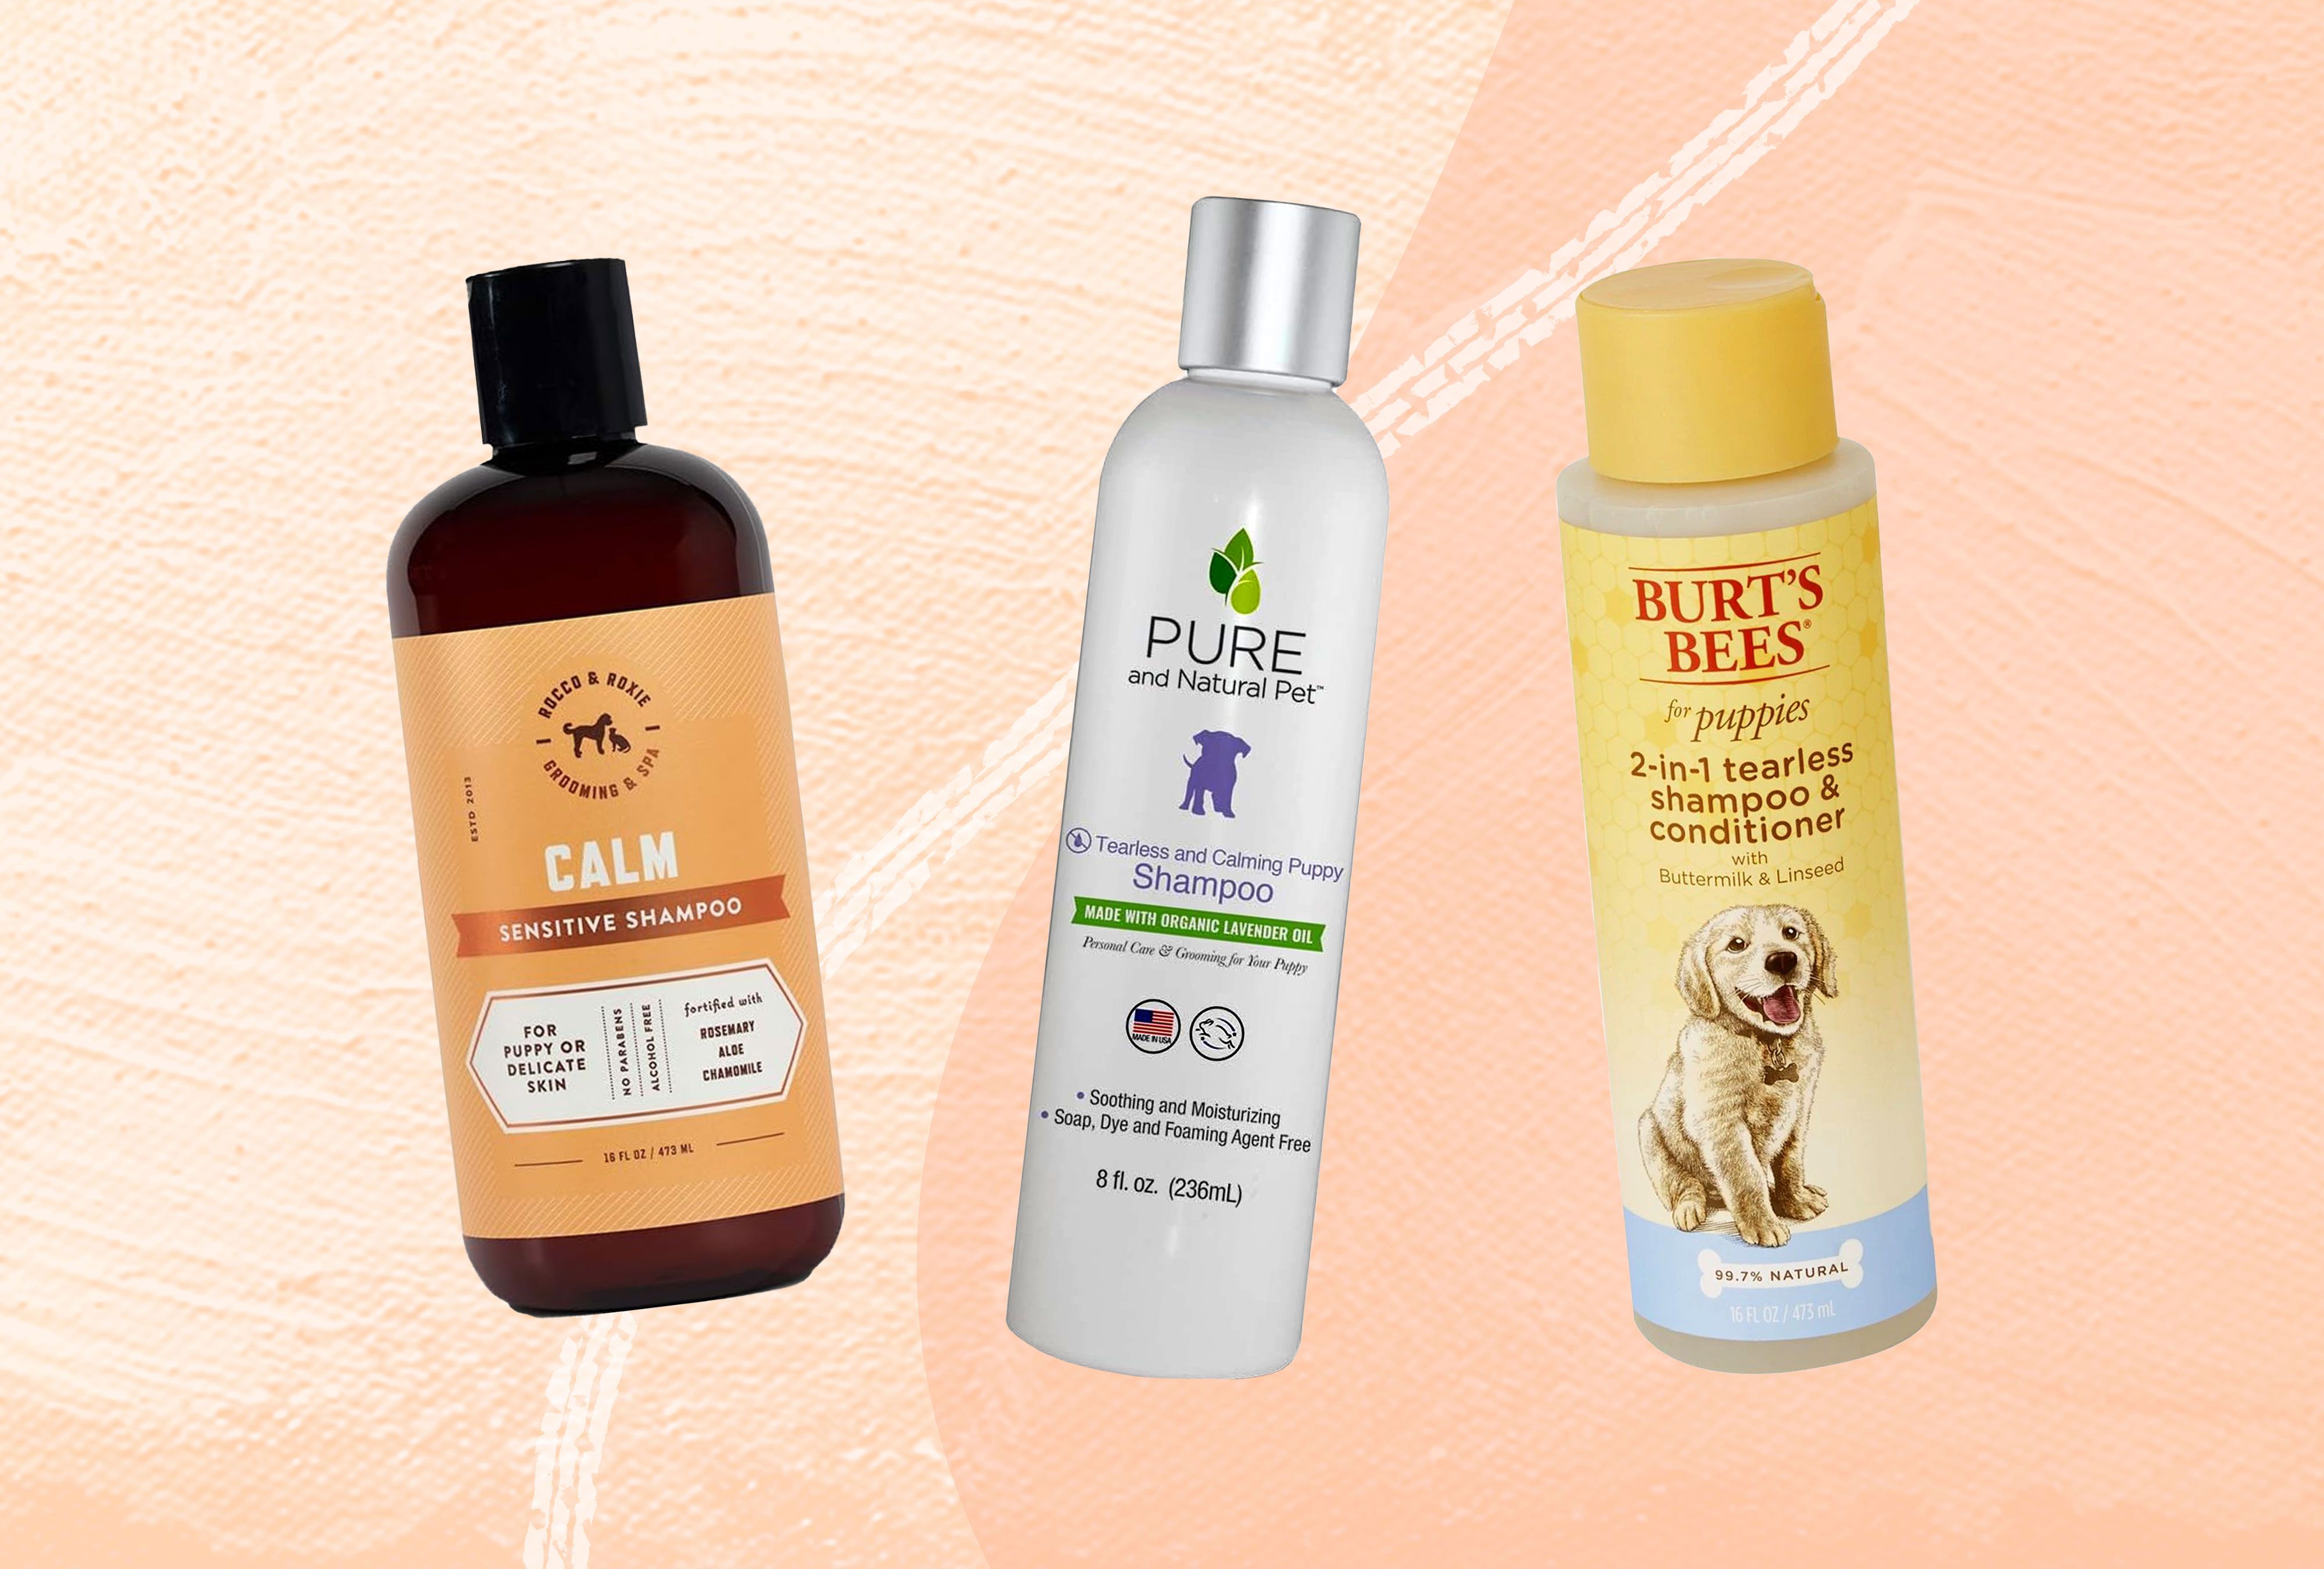 ROCCO & ROXIE
GROOMING & SPA
ESTD 2013
CALM
SENSITIVE SHAMPOO
FOR
PUPPY OR
DELICATE
SKIN
NO PARABENS
ALCOHOL FREE
fortified with
ROSEMARY
ALOE
CHAMOMILE
16 FL OZ / 473 ML
PURE
and Natural Pet™
Tearless and Calming Puppy
Shampoo
MADE WITH ORGANIC LAVENDER OIL
Personal Care & Grooming for Your Puppy
MADE IN USA
• Soothing and Moisturizing
• Soap, Dye and Foaming Agent Free
8 fl. oz. (236mL)
BURT'S
BEES®
for puppies
2-in-1 tearless
shampoo &
conditioner
with
Buttermilk & Linseed
99.7% NATURAL
16 FL OZ / 473 mL